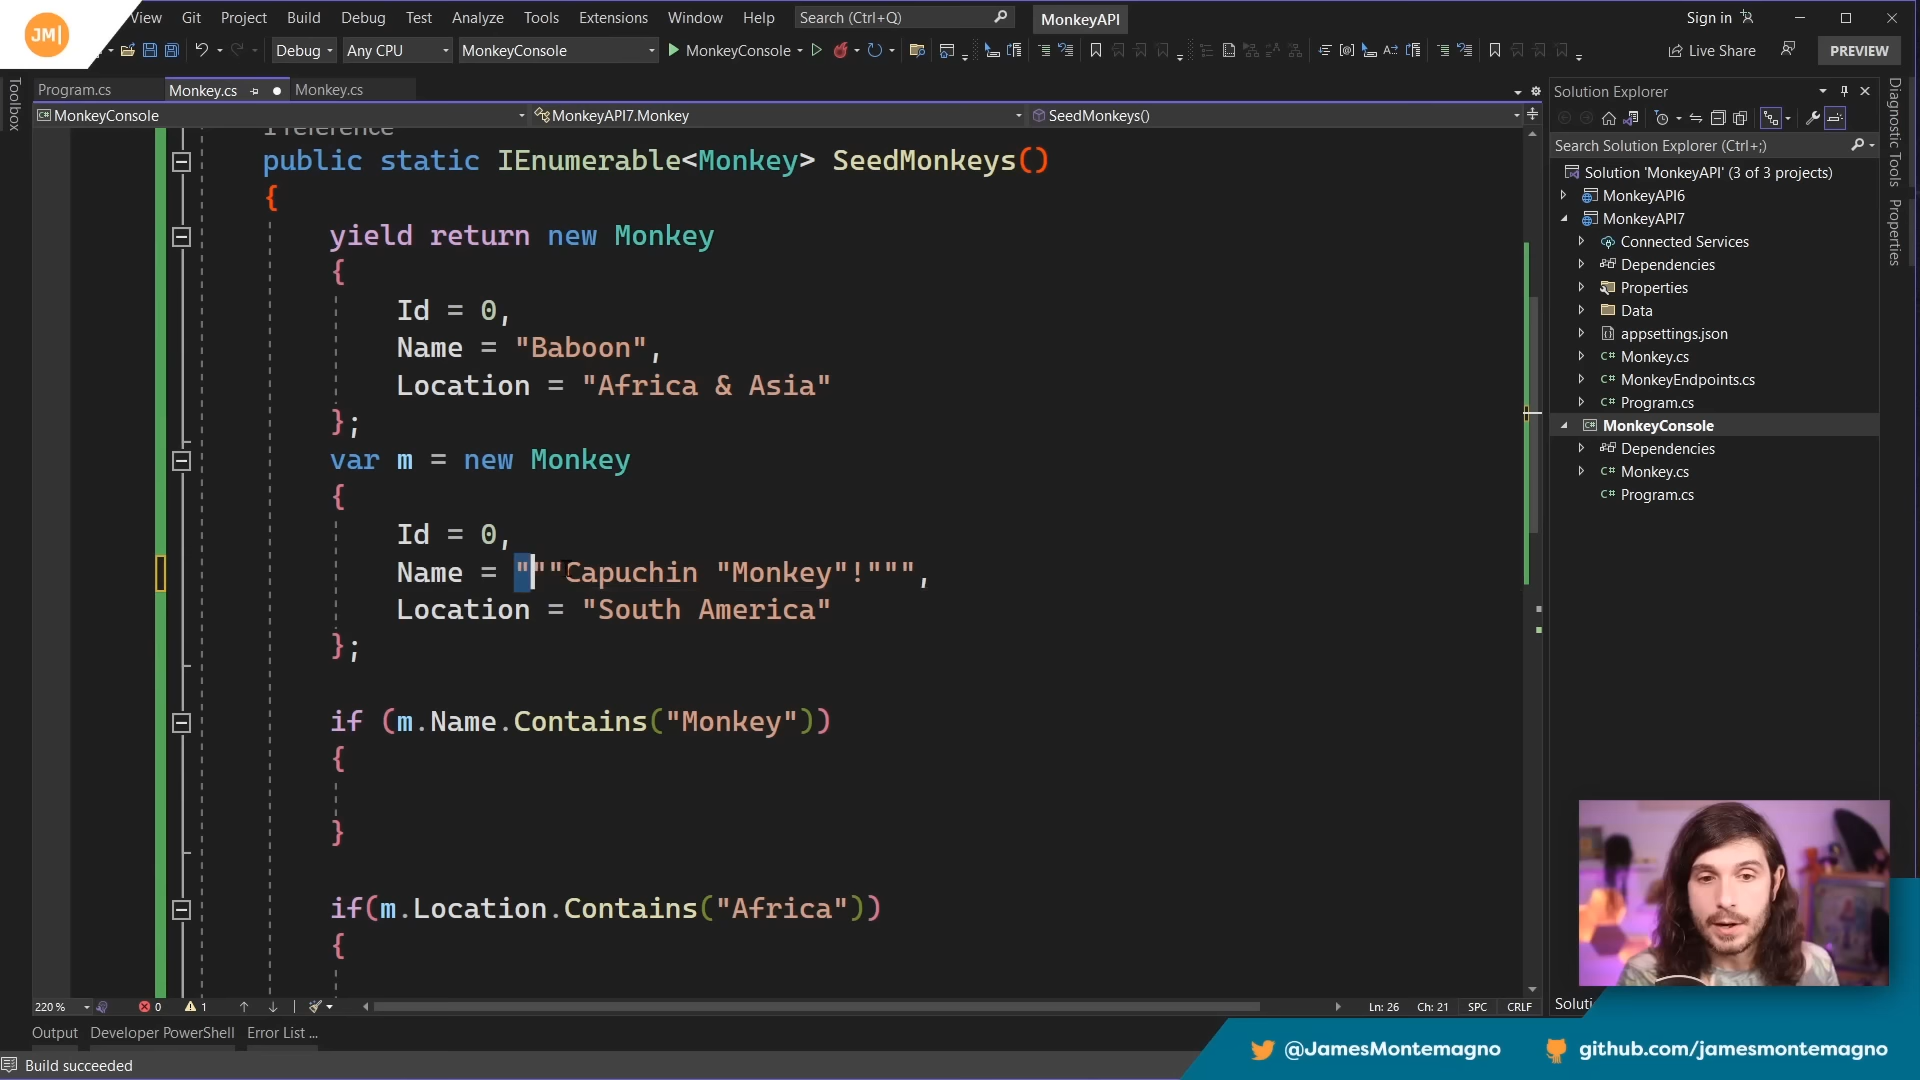 JM|
View Git Project Build Debug Test Analyze Tools Extensions Window Help Search (Ctrl+Q) MonkeyAPI Sign in
Debug Any CPU MonkeyConsole MonkeyConsole Live Share PREVIEW
Toolbox
Program.cs Monkey.cs Monkey.cs
MonkeyConsole MonkeyAPI7.Monkey SeedMonkeys()
1 reference
public static IEnumerable<Monkey> SeedMonkeys()
{
yield return new Monkey
{
Id = 0,
Name = "Baboon",
Location = "Africa & Asia"
};
var m = new Monkey
{
Id = 0,
Name = """Capuchin "Monkey"!""",
Location = "South America"
};
if (m.Name.Contains("Monkey"))
{
}
if(m.Location.Contains("Africa"))
{
220 % 0 1 Ln: 26 Ch: 21 SPC CRLF
Output Developer PowerShell Error List ...
Build succeeded
Solution Explorer
Search Solution Explorer (Ctrl+;)
Solution 'MonkeyAPI' (3 of 3 projects)
MonkeyAPI6
MonkeyAPI7
Connected Services
Dependencies
Properties
Data
appsettings.json
C# Monkey.cs
C# MonkeyEndpoints.cs
C# Program.cs
MonkeyConsole
Dependencies
C# Monkey.cs
C# Program.cs
Diagnostic Tools
Properties
Soluti
@JamesMontemagno github.com/jamesmontemagno